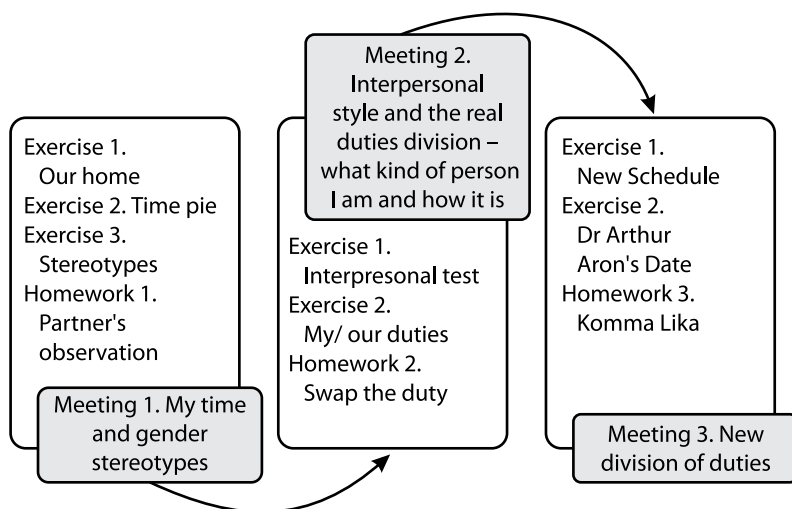 Exercise 1.
Our home
Exercise 2. Time pie
Exercise 3.
Stereotypes
Homework 1.
Partner's
observation
Meeting 1. My time
and gender
stereotypes
Meeting 2.
Interpersonal
style and the real
duties division –
what kind of person
I am and how it is
Exercise 1.
Interpresonal test
Exercise 2.
My/ our duties
Homework 2.
Swap the duty
Exercise 1.
New Schedule
Exercise 2.
Dr Arthur
Aron's Date
Homework 3.
Komma Lika
Meeting 3. New
division of duties